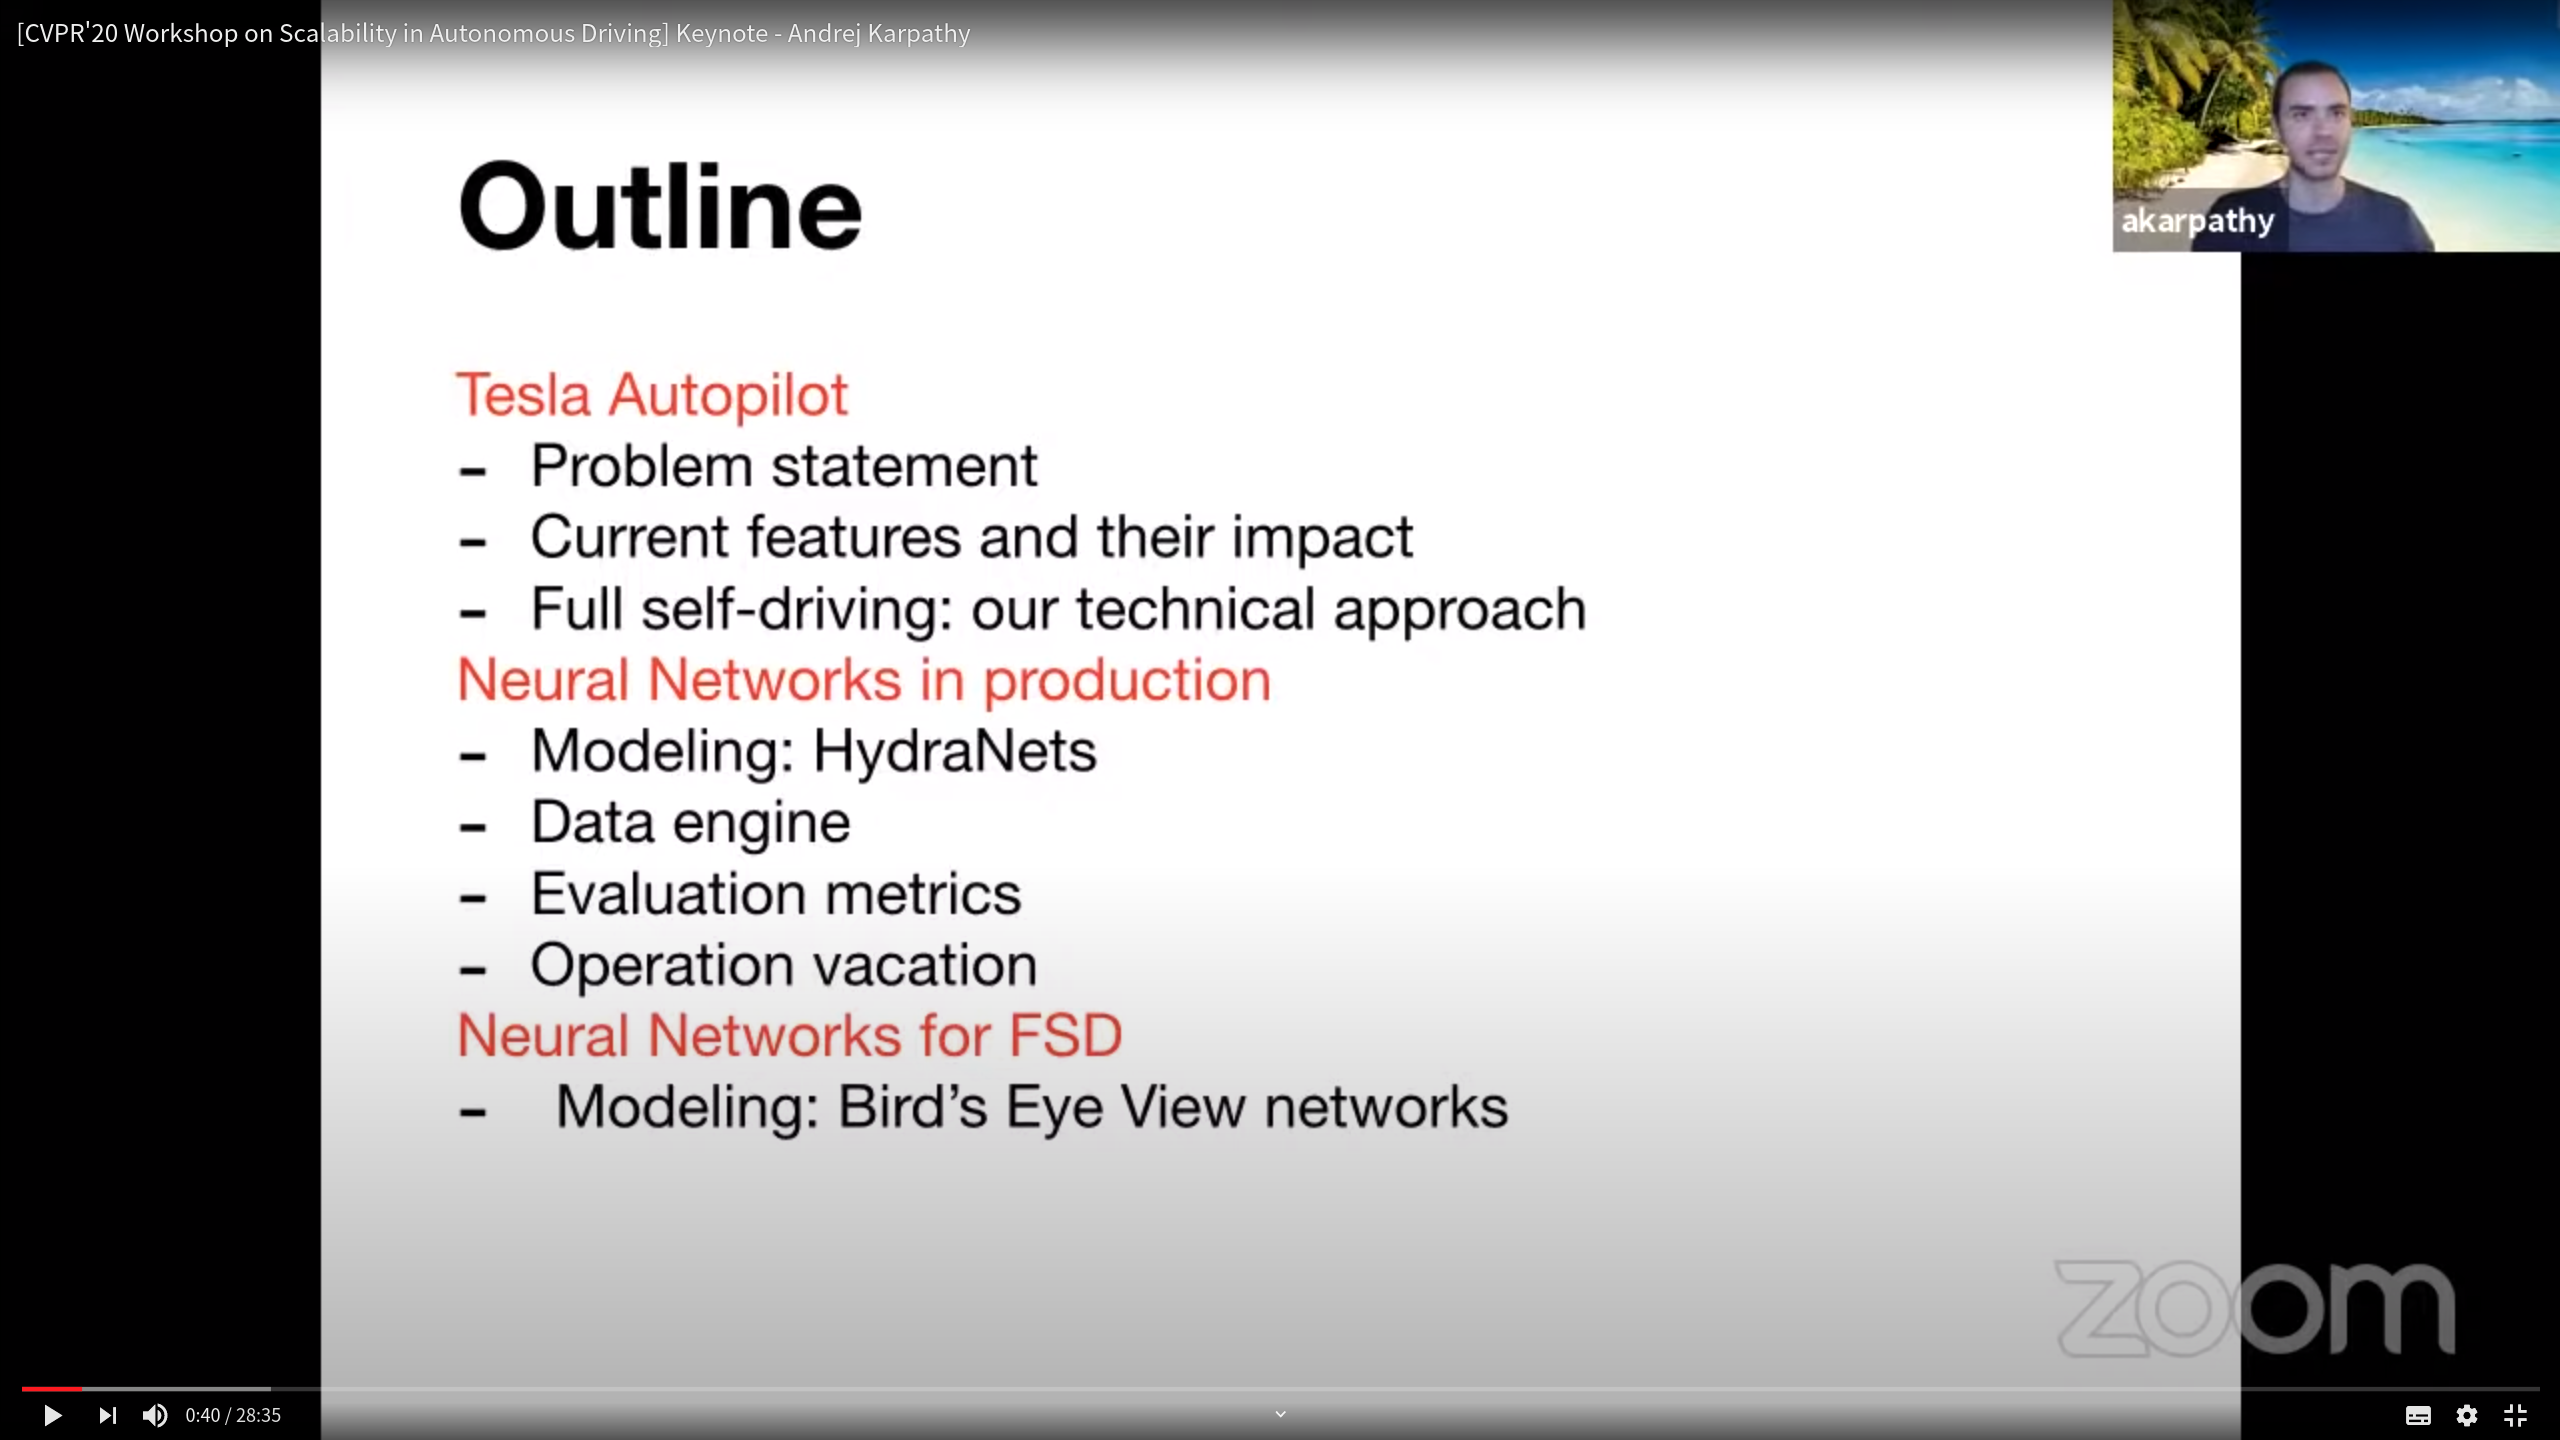 [CVPR'20 Workshop on Scalability in Autonomous Driving] Keynote - Andrej Karpathy
akarpathy
Outline
Tesla Autopilot
- Problem statement
- Current features and their impact
- Full self-driving: our technical approach
Neural Networks in production
- Modeling: HydraNets
- Data engine
- Evaluation metrics
- Operation vacation
Neural Networks for FSD
- Modeling: Bird’s Eye View networks
zoom
0:40 / 28:35